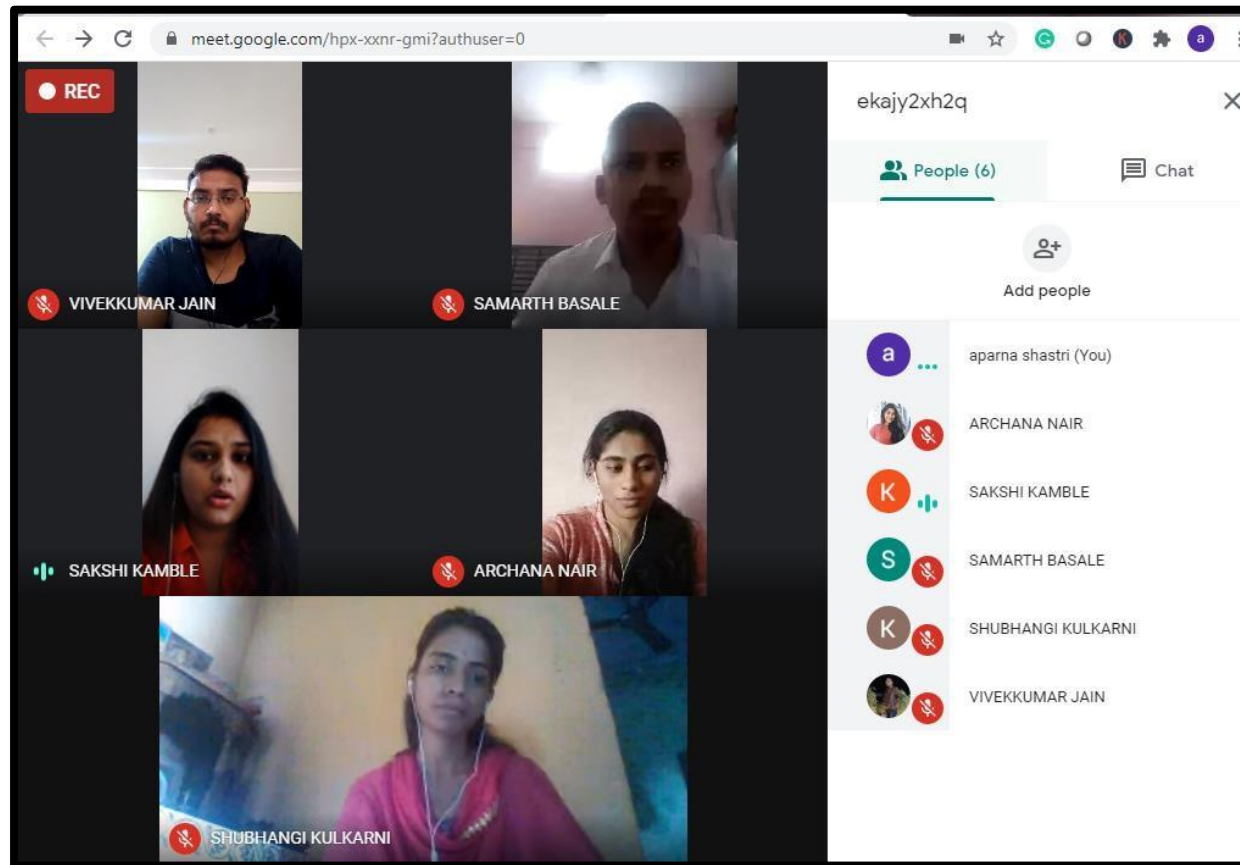 meet.google.com/hpx-xxnr-gmi?authuser=0
a
REC
VIVEKKUMAR JAIN
SAMARTH BASALE
SAKSHI KAMBLE
ARCHANA NAIR
SHUBHANGI KULKARNI
ekajy2xh2q
People (6)
Chat
Add people
a
aparna shastri (You)
ARCHANA NAIR
K
SAKSHI KAMBLE
S
SAMARTH BASALE
K
SHUBHANGI KULKARNI
VIVEKKUMAR JAIN